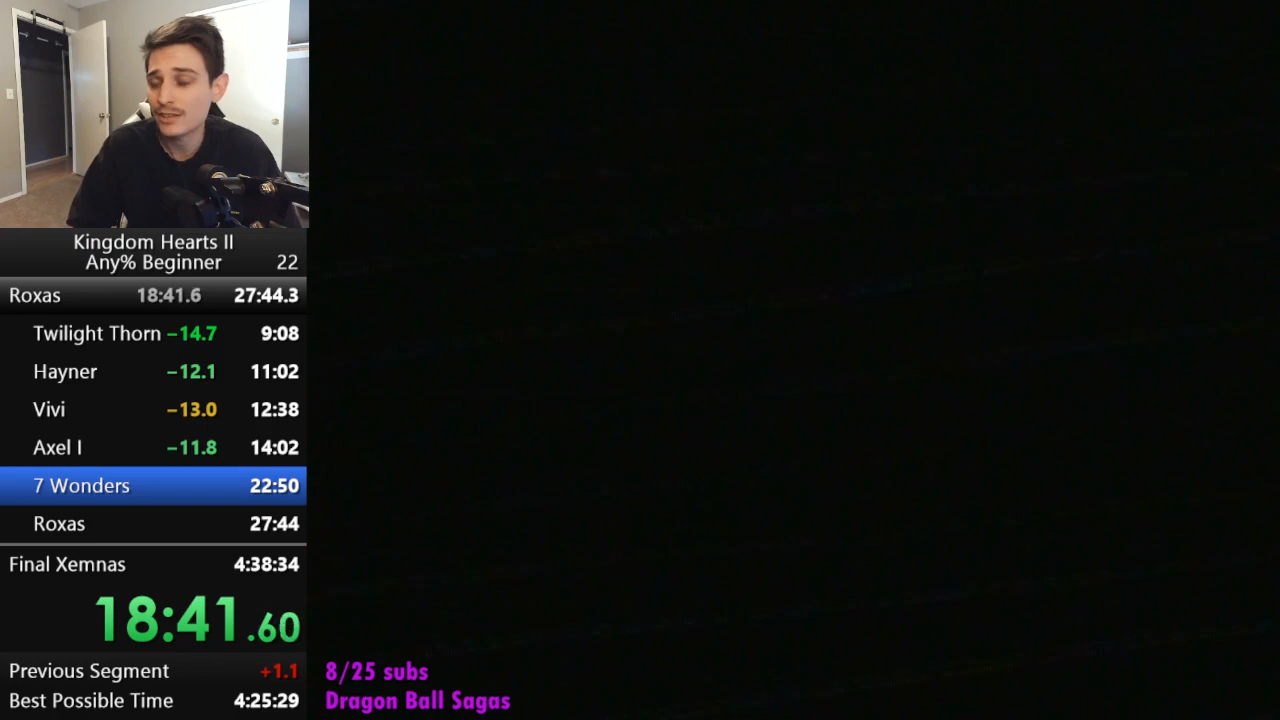 Kingdom Hearts II
Any% Beginner 22
Roxas 18:41.6 27:44.3
Twilight Thorn -14.7 9:08
Hayner -12.1 11:02
Vivi -13.0 12:38
Axel I -11.8 14:02
7 Wonders 22:50
Roxas 27:44
Final Xemnas 4:38:34
18:41.60
Previous Segment +1.1
Best Possible Time 4:25:29
8/25 subs
Dragon Ball Sagas